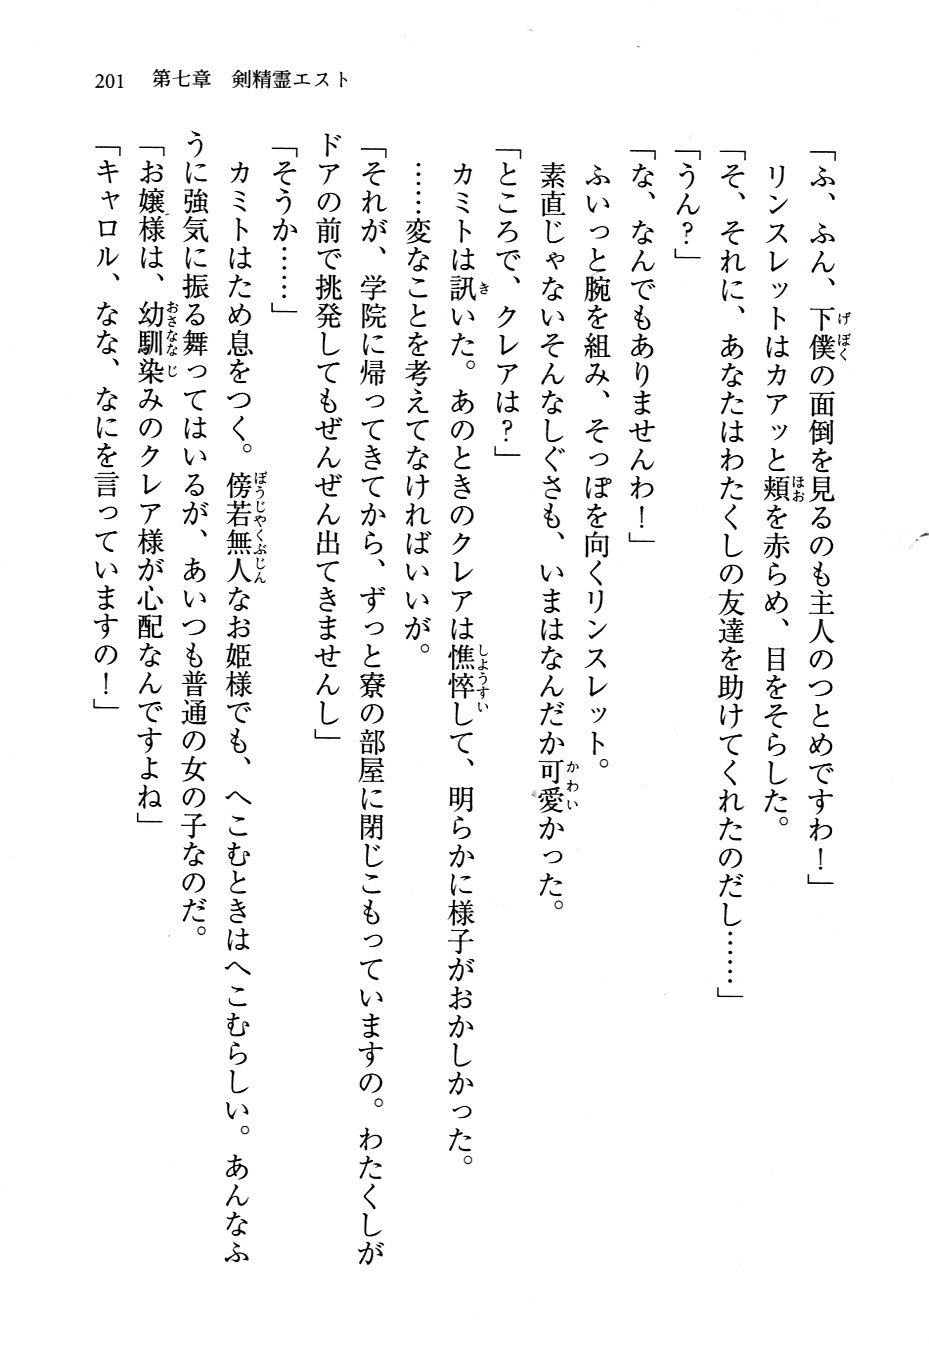 201　第七章　剣精霊エスト
「ふ、ふん、下僕の面倒を見るのも主人のつとめですわ！」
リンスレットはカアッと頬を赤らめ、目をそらした。
「そ、それに、あなたはわたくしの友達を助けてくれたのだし……」
「うん？」
「な、なんでもありませんわ！」
ふいっと腕を組み、そっぽを向くリンスレット。
素直じゃないそんなしぐさも、いまはなんだか可愛かった。
「ところで、クレアは？」
カミトは訊いた。あのときのクレアは憔悴して、明らかに様子がおかしかった。
……変なことを考えてなければいいが。
「それが、学院に帰ってきてから、ずっと寮の部屋に閉じこもっていますの。わたくしが
ドアの前で挑発してもぜんぜん出てきませんし」
「そうか……」
カミトはため息をつく。傍若無人なお姫様でも、へこむときはへこむらしい。あんなふ
うに強気に振る舞ってはいるが、あいつも普通の女の子なのだ。
「お嬢様は、幼馴染みのクレア様が心配なんですよね」
「キャロル、なな、なにを言っていますの！」